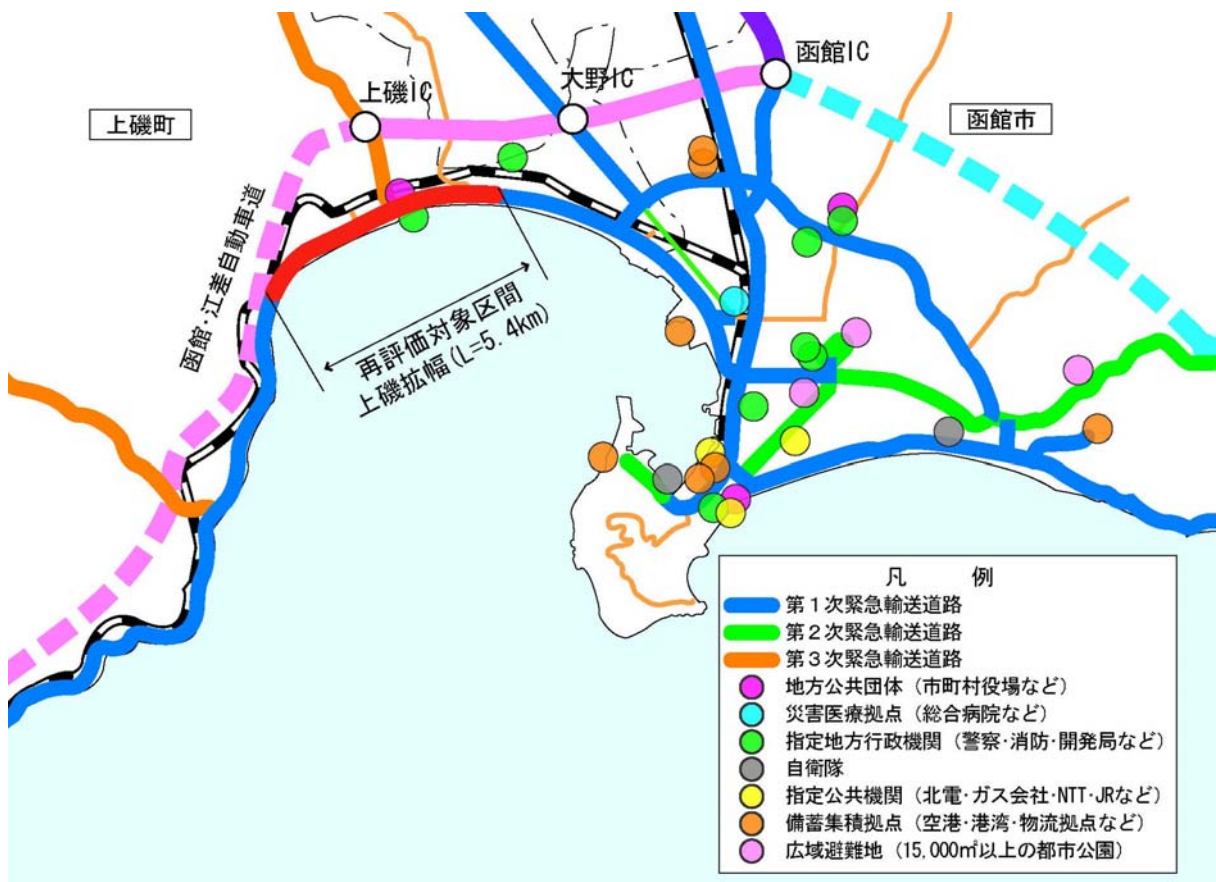 函館IC
大野IC
上磯IC
上磯町
函館市
函館・江差自動車道
再評価対象区間
上磯拡幅(L=5.4km)
凡　例
第1次緊急輸送道路
第2次緊急輸送道路
第3次緊急輸送道路
地方公共団体（市町村役場など）
災害医療拠点（総合病院など）
指定地方行政機関（警察・消防・開発局など）
自衛隊
指定公共機関（北電・ガス会社・NTT・JRなど）
備蓄集積拠点（空港・港湾・物流拠点など）
広域避難地（15,000㎡以上の都市公園）